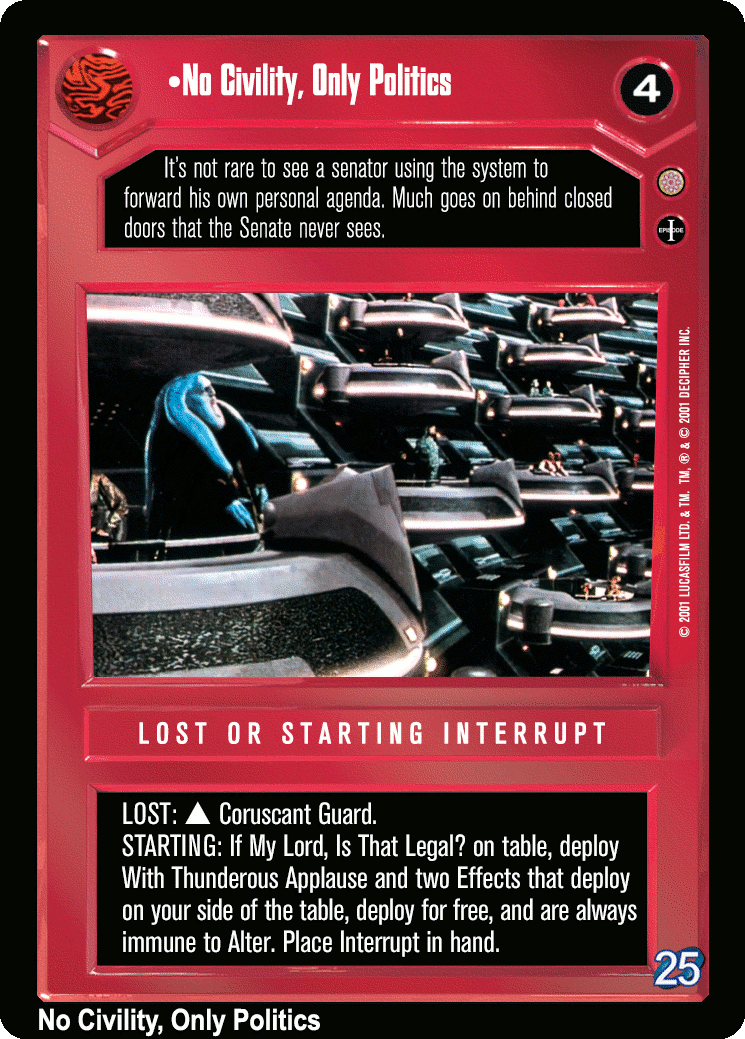 •No Civility, Only Politics
4
It's not rare to see a senator using the system to
forward his own personal agenda. Much goes on behind closed
doors that the Senate never sees.
EPISODE
I
© 2001 LUCASFILM LTD. & TM. TM, ® & © 2001 DECIPHER INC.
LOST OR STARTING INTERRUPT
LOST: ▲ Coruscant Guard.
STARTING: If My Lord, Is That Legal? on table, deploy
With Thunderous Applause and two Effects that deploy
on your side of the table, deploy for free, and are always
immune to Alter. Place Interrupt in hand.
25
No Civility, Only Politics